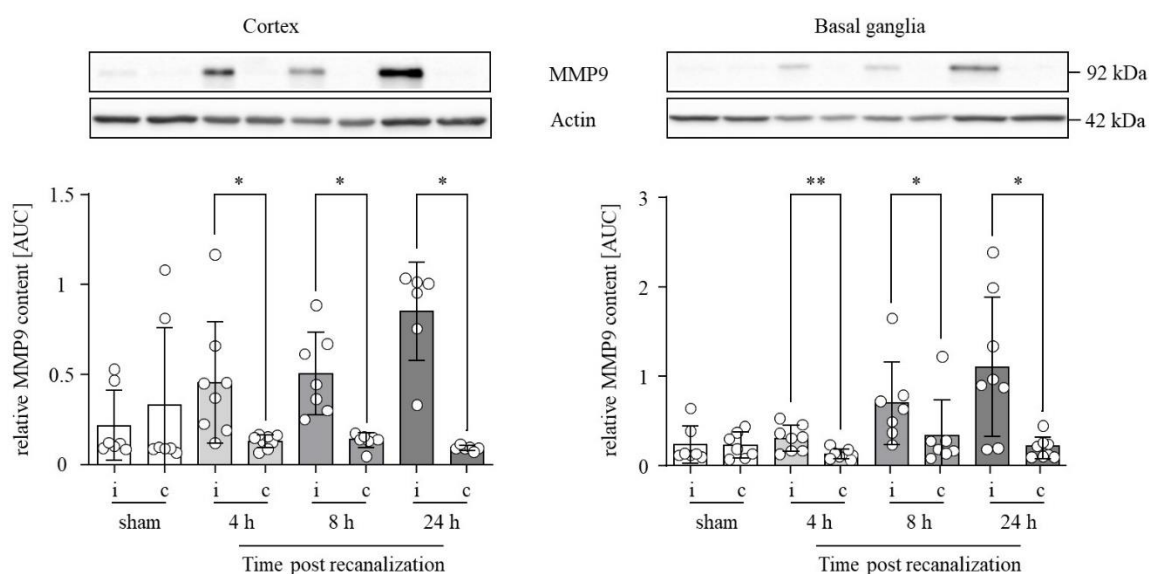 Cortex
Basal ganglia
MMP9
92 kDa
Actin
42 kDa
relative MMP9 content [AUC]
1.5
1
0.5
0
* * *
i c i c i c i c
sham 4 h 8 h 24 h
Time post recanalization
relative MMP9 content [AUC]
3
2
1
0
** * *
i c i c i c i c
sham 4 h 8 h 24 h
Time post recanalization